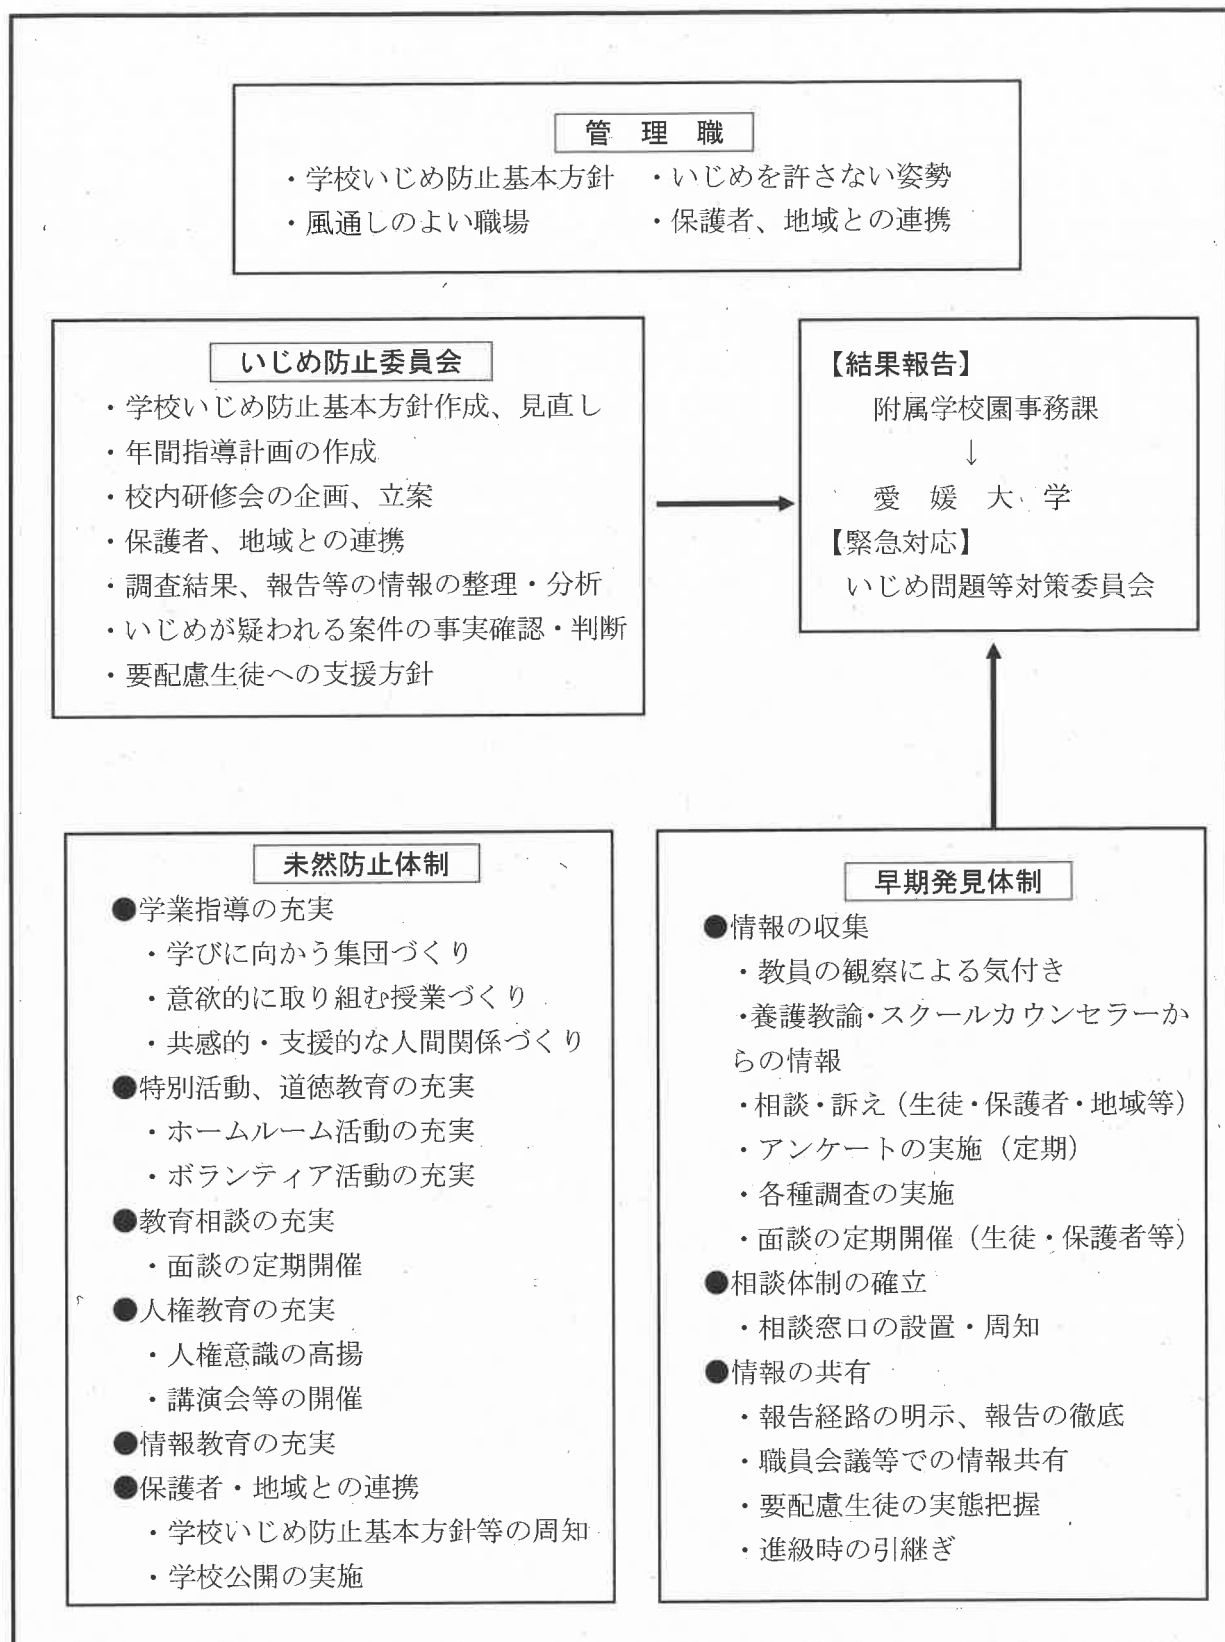 管 理 職
・学校いじめ防止基本方針 ・いじめを許さない姿勢
・風通しのよい職場 ・保護者、地域との連携
いじめ防止委員会
・学校いじめ防止基本方針作成、見直し
・年間指導計画の作成
・校内研修会の企画、立案
・保護者、地域との連携
・調査結果、報告等の情報の整理・分析
・いじめが疑われる案件の事実確認・判断
・要配慮生徒への支援方針
【結果報告】
附属学校園事務課
↓
愛 媛 大 学
【緊急対応】
いじめ問題等対策委員会
未然防止体制
●学業指導の充実
・学びに向かう集団づくり
・意欲的に取り組む授業づくり
・共感的・支援的な人間関係づくり
●特別活動、道徳教育の充実
・ホームルーム活動の充実
・ボランティア活動の充実
●教育相談の充実
・面談の定期開催
●人権教育の充実
・人権意識の高揚
・講演会等の開催
●情報教育の充実
●保護者・地域との連携
・学校いじめ防止基本方針等の周知
・学校公開の実施
早期発見体制
●情報の収集
・教員の観察による気付き
・養護教諭・スクールカウンセラーか
らの情報
・相談・訴え（生徒・保護者・地域等）
・アンケートの実施（定期）
・各種調査の実施
・面談の定期開催（生徒・保護者等）
●相談体制の確立
・相談窓口の設置・周知
●情報の共有
・報告経路の明示、報告の徹底
・職員会議等での情報共有
・要配慮生徒の実態把握
・進級時の引継ぎ